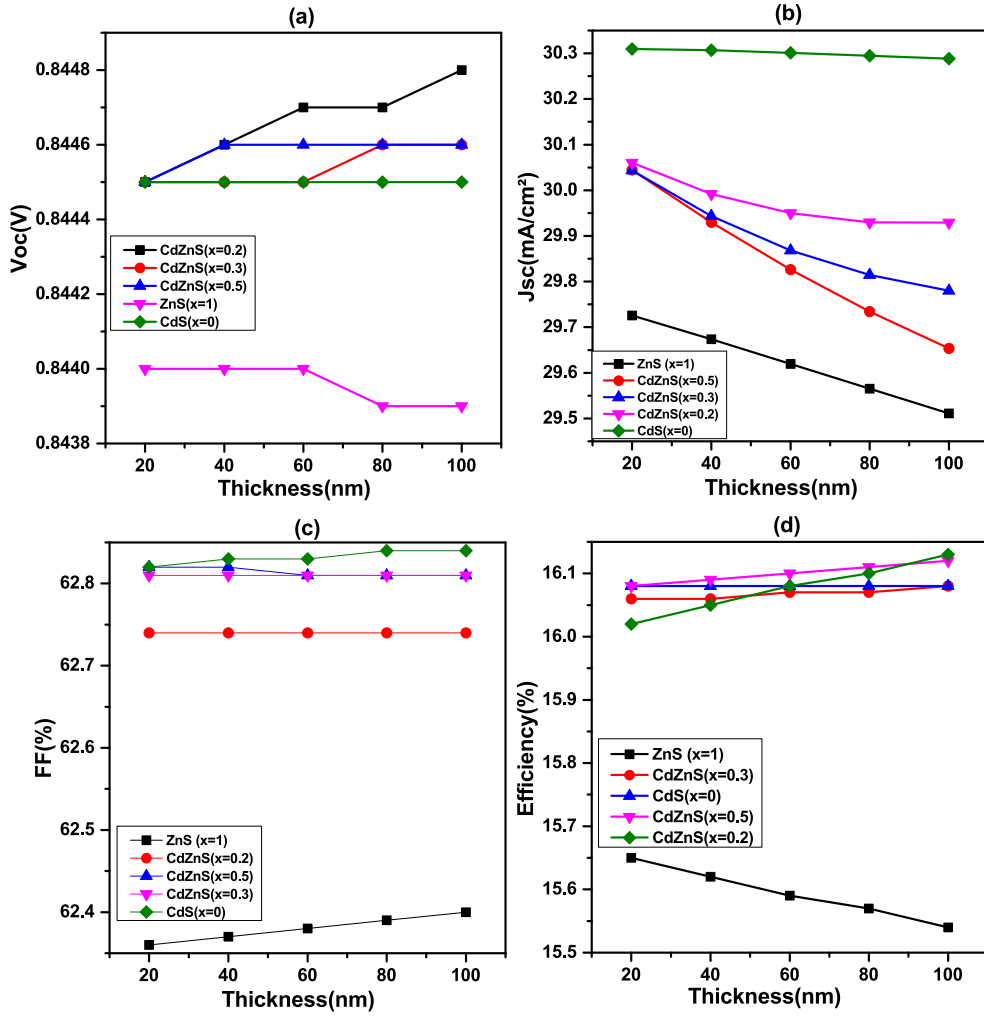 (a)
Voc(V)
0.8448
0.8446
0.8444
0.8442
0.8440
0.8438
CdZnS(x=0.2)
CdZnS(x=0.3)
CdZnS(x=0.5)
ZnS(x=1)
CdS(x=0)
20 40 60 80 100
Thickness(nm)
(b)
Jsc(mA/cm²)
30.3
30.2
30.1
30.0
29.9
29.8
29.7
29.6
29.5
ZnS (x=1)
CdZnS(x=0.5)
CdZnS(x=0.3)
CdZnS(x=0.2)
CdS(x=0)
20 40 60 80 100
Thickness(nm)
(c)
FF(%)
62.8
62.7
62.6
62.5
62.4
ZnS (x=1)
CdZnS(x=0.2)
CdZnS(x=0.5)
CdZnS(x=0.3)
CdS(x=0)
20 40 60 80 100
Thickness(nm)
(d)
Efficiency(%)
16.1
16.0
15.9
15.8
15.7
15.6
15.5
ZnS (x=1)
CdZnS(x=0.3)
CdS(x=0)
CdZnS(x=0.5)
CdZnS(x=0.2)
20 40 60 80 100
Thickness(nm)